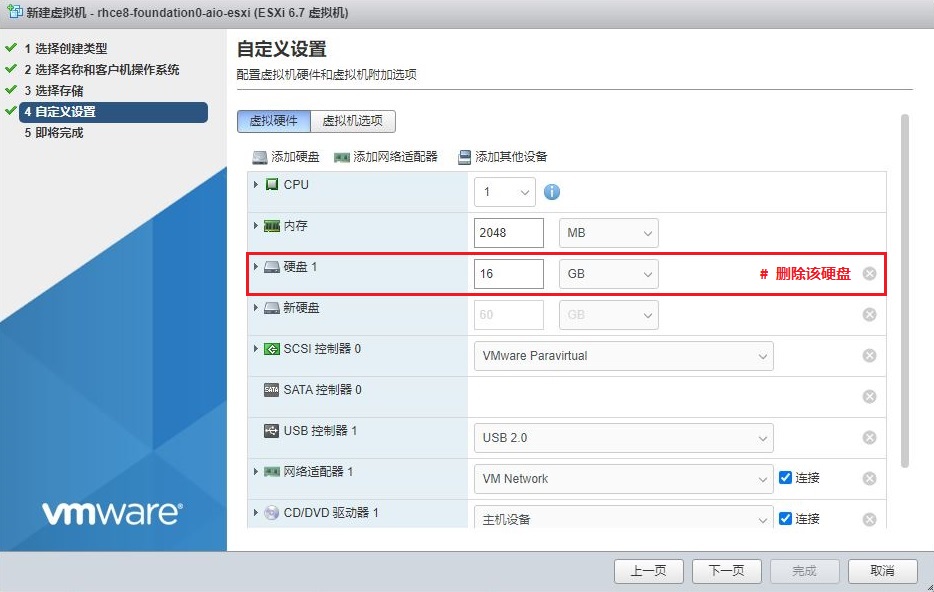 新建虚拟机 - rhce8-foundation0-aio-esxi (ESXi 6.7 虚拟机)
1 选择创建类型
2 选择名称和客户机操作系统
3 选择存储
4 自定义设置
5 即将完成
vmware®
自定义设置
配置虚拟机硬件和虚拟机附加选项
虚拟硬件 虚拟机选项
添加硬盘 添加网络适配器 添加其他设备
CPU 1
内存 2048 MB
硬盘 1 16 GB # 删除该硬盘
新硬盘 60 GB
SCSI 控制器 0 VMware Paravirtual
SATA SATA 控制器 0
USB 控制器 1 USB 2.0
网络适配器 1 VM Network 连接
CD/DVD 驱动器 1 主机设备 连接
上一页 下一页 完成 取消